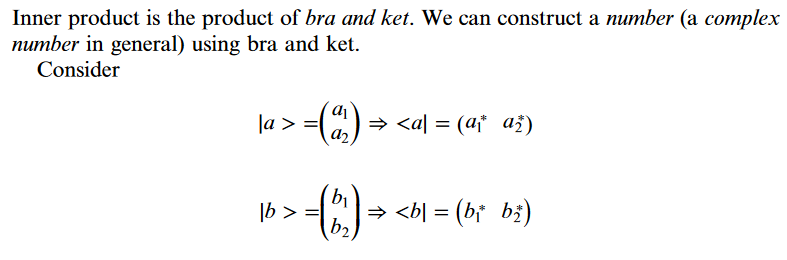 Inner product is the product of bra and ket. We can construct a number (a complex
number in general) using bra and ket.
Consider
|a > = (a₁ a₂) ⇒ <a| = (a₁* a₂*)
|b > = (b₁ b₂) ⇒ <b| = (b₁* b₂*)